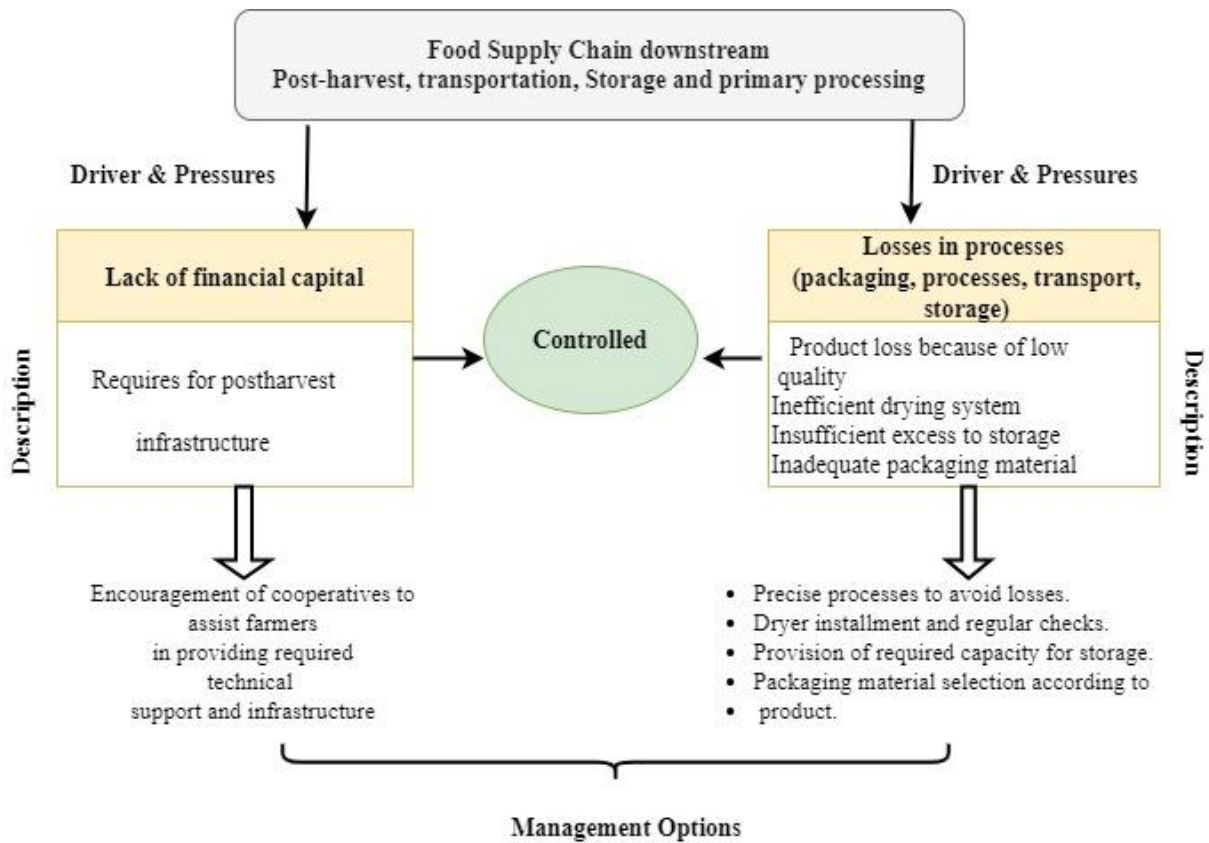 Food Supply Chain downstream
Post-harvest, transportation, Storage and primary processing
Driver & Pressures
Driver & Pressures
Lack of financial capital
Requires for postharvest
infrastructure
Description
Controlled
Losses in processes
(packaging, processes, transport,
storage)
Product loss because of low
quality
Inefficient drying system
Insufficient excess to storage
Inadequate packaging material
Description
Encouragement of cooperatives to
assist farmers
in providing required
technical
support and infrastructure
• Precise processes to avoid losses.
• Dryer installment and regular checks.
• Provision of required capacity for storage.
• Packaging material selection according to
• product.
Management Options